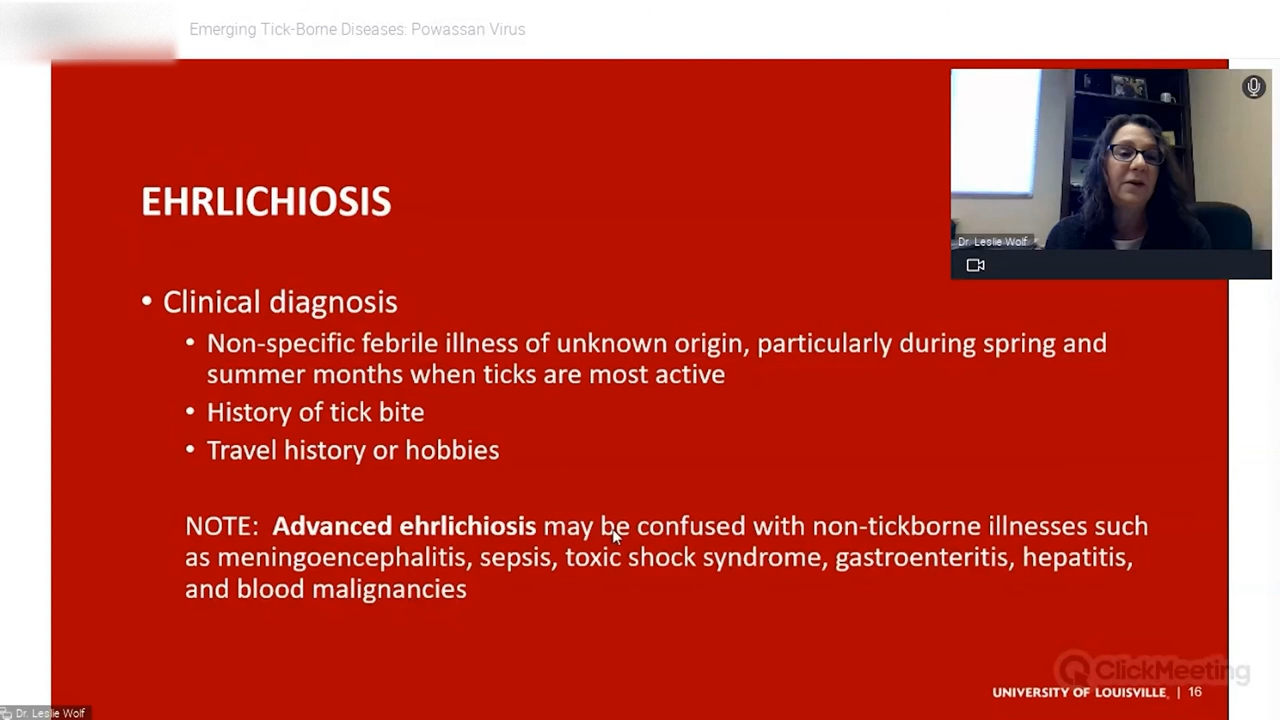 Emerging Tick-Borne Diseases: Powassan Virus
EHRLICHIOSIS
Dr. Leslie Wolf
• Clinical diagnosis
• Non-specific febrile illness of unknown origin, particularly during spring and
summer months when ticks are most active
• History of tick bite
• Travel history or hobbies
NOTE: Advanced ehrlichiosis may be confused with non-tickborne illnesses such
as meningoencephalitis, sepsis, toxic shock syndrome, gastroenteritis, hepatitis,
and blood malignancies
ClickMeeting
UNIVERSITY OF LOUISVILLE. | 16
Dr. Leslie Wolf